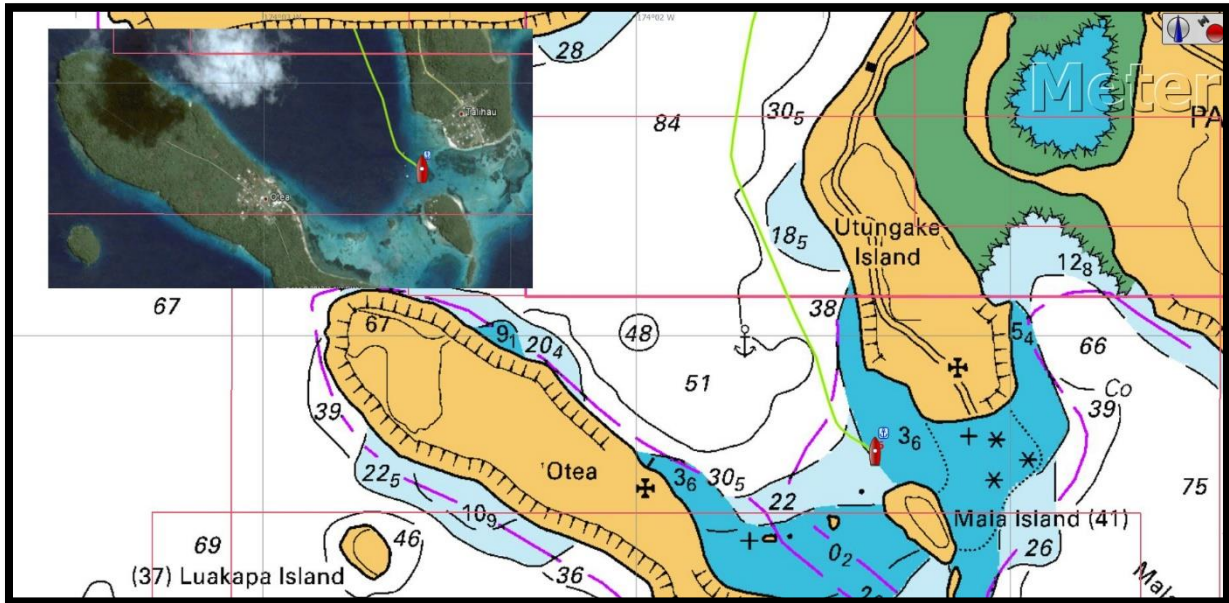 174°02 W
28
Meter
Talihau
84
30₅
PA
Otea
Utungake
Island
18₅
12₈
67
38
67
9₁
20₄
48
5₄
66
51
Co
39
39
3₆
'Otea
3₆
30₅
22₅
22
75
10₉
Maia Island (41)
46
69
0₂
26
(37) Luakapa Island
36